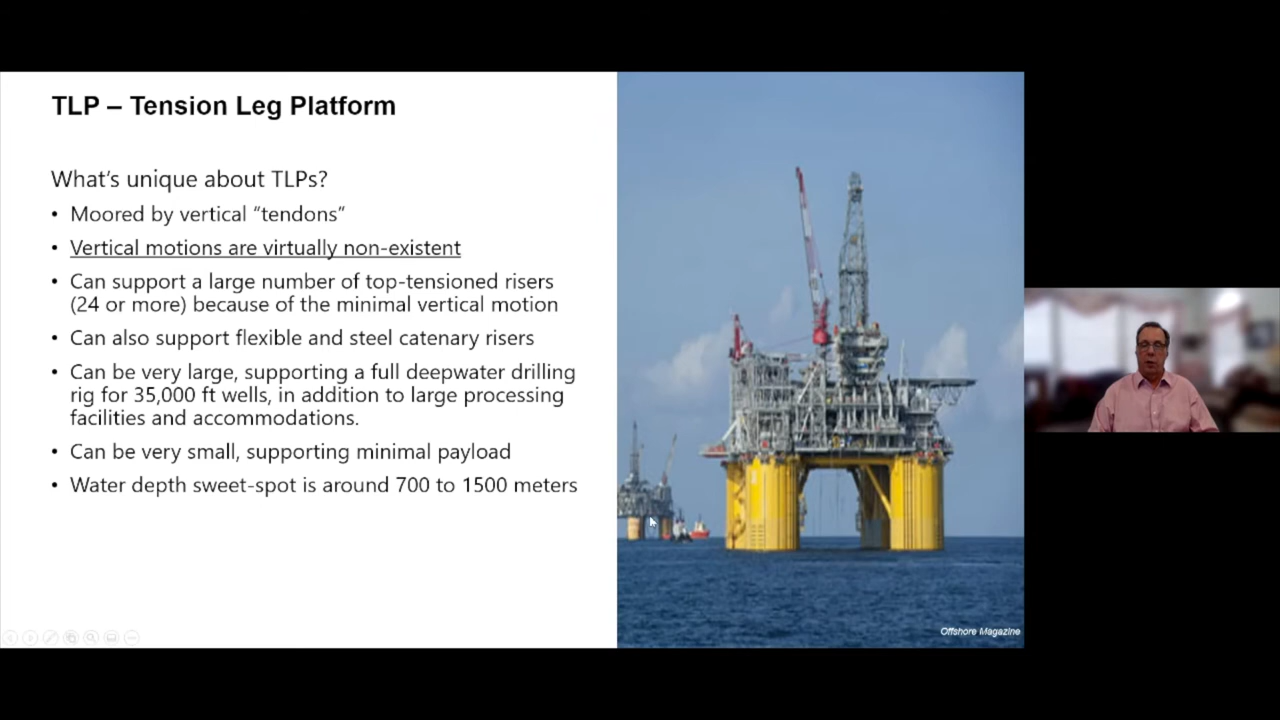 TLP – Tension Leg Platform
What's unique about TLPs?
• Moored by vertical “tendons”
• Vertical motions are virtually non-existent
• Can support a large number of top-tensioned risers
(24 or more) because of the minimal vertical motion
• Can also support flexible and steel catenary risers
• Can be very large, supporting a full deepwater drilling
rig for 35,000 ft wells, in addition to large processing
facilities and accommodations.
• Can be very small, supporting minimal payload
• Water depth sweet-spot is around 700 to 1500 meters
Offshore Magazine